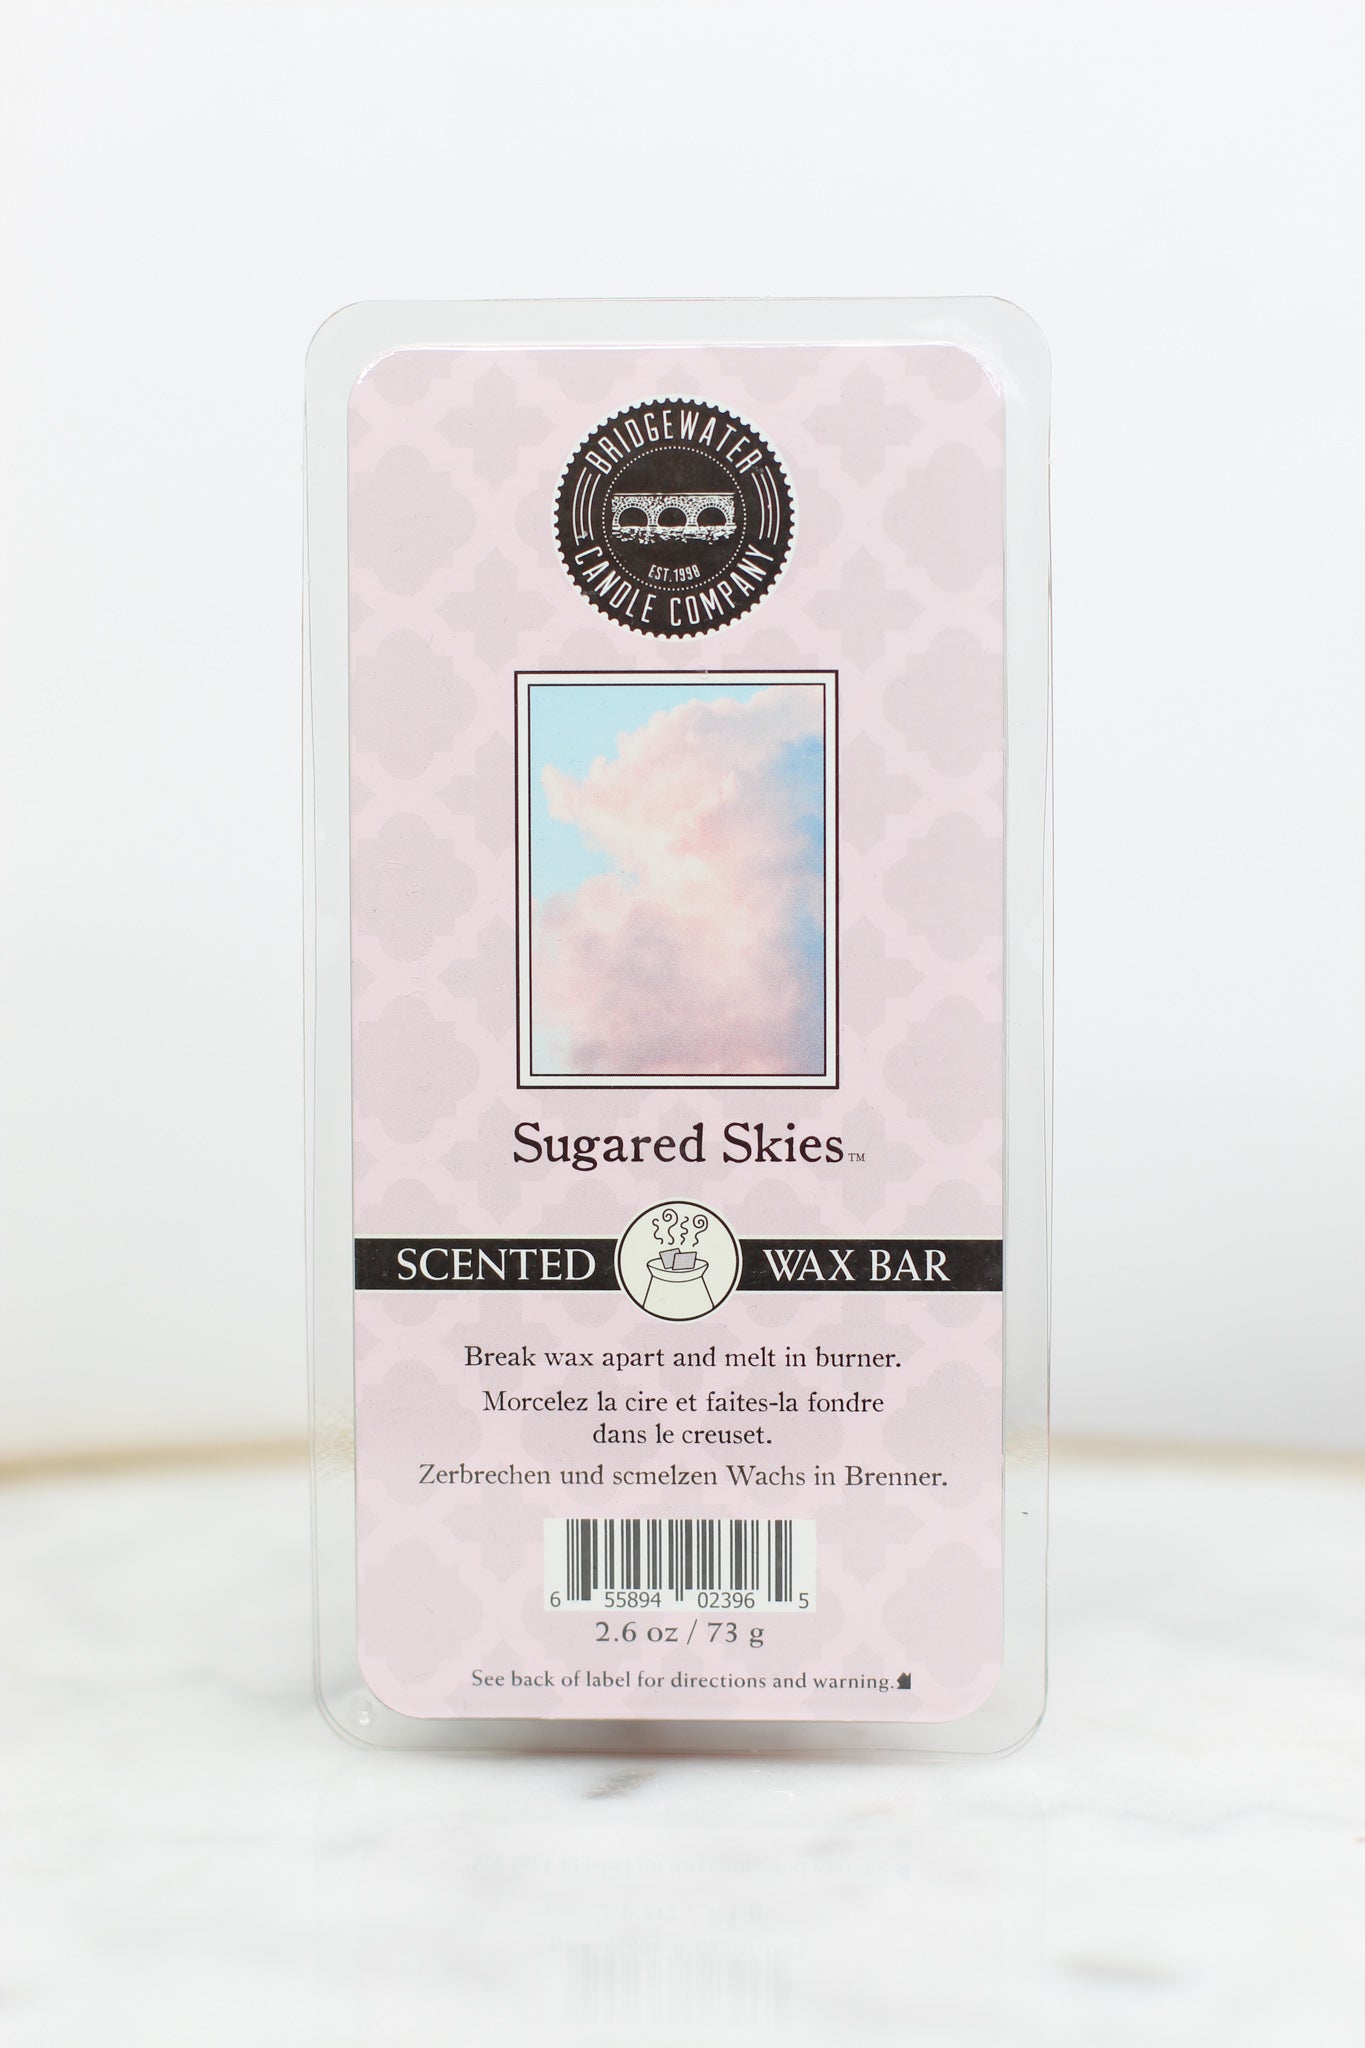 BRIDGEWATER
EST. 1998
CANDLE COMPANY
Sugared Skies™
SCENTED WAX BAR
Break wax apart and melt in burner.
Morcelez la cire et faites-la fondre
dans le creuset.
Zerbrechen und scmelzen Wachs in Brenner.
6 55894 02396 5
2.6 oz / 73 g
See back of label for directions and warning.